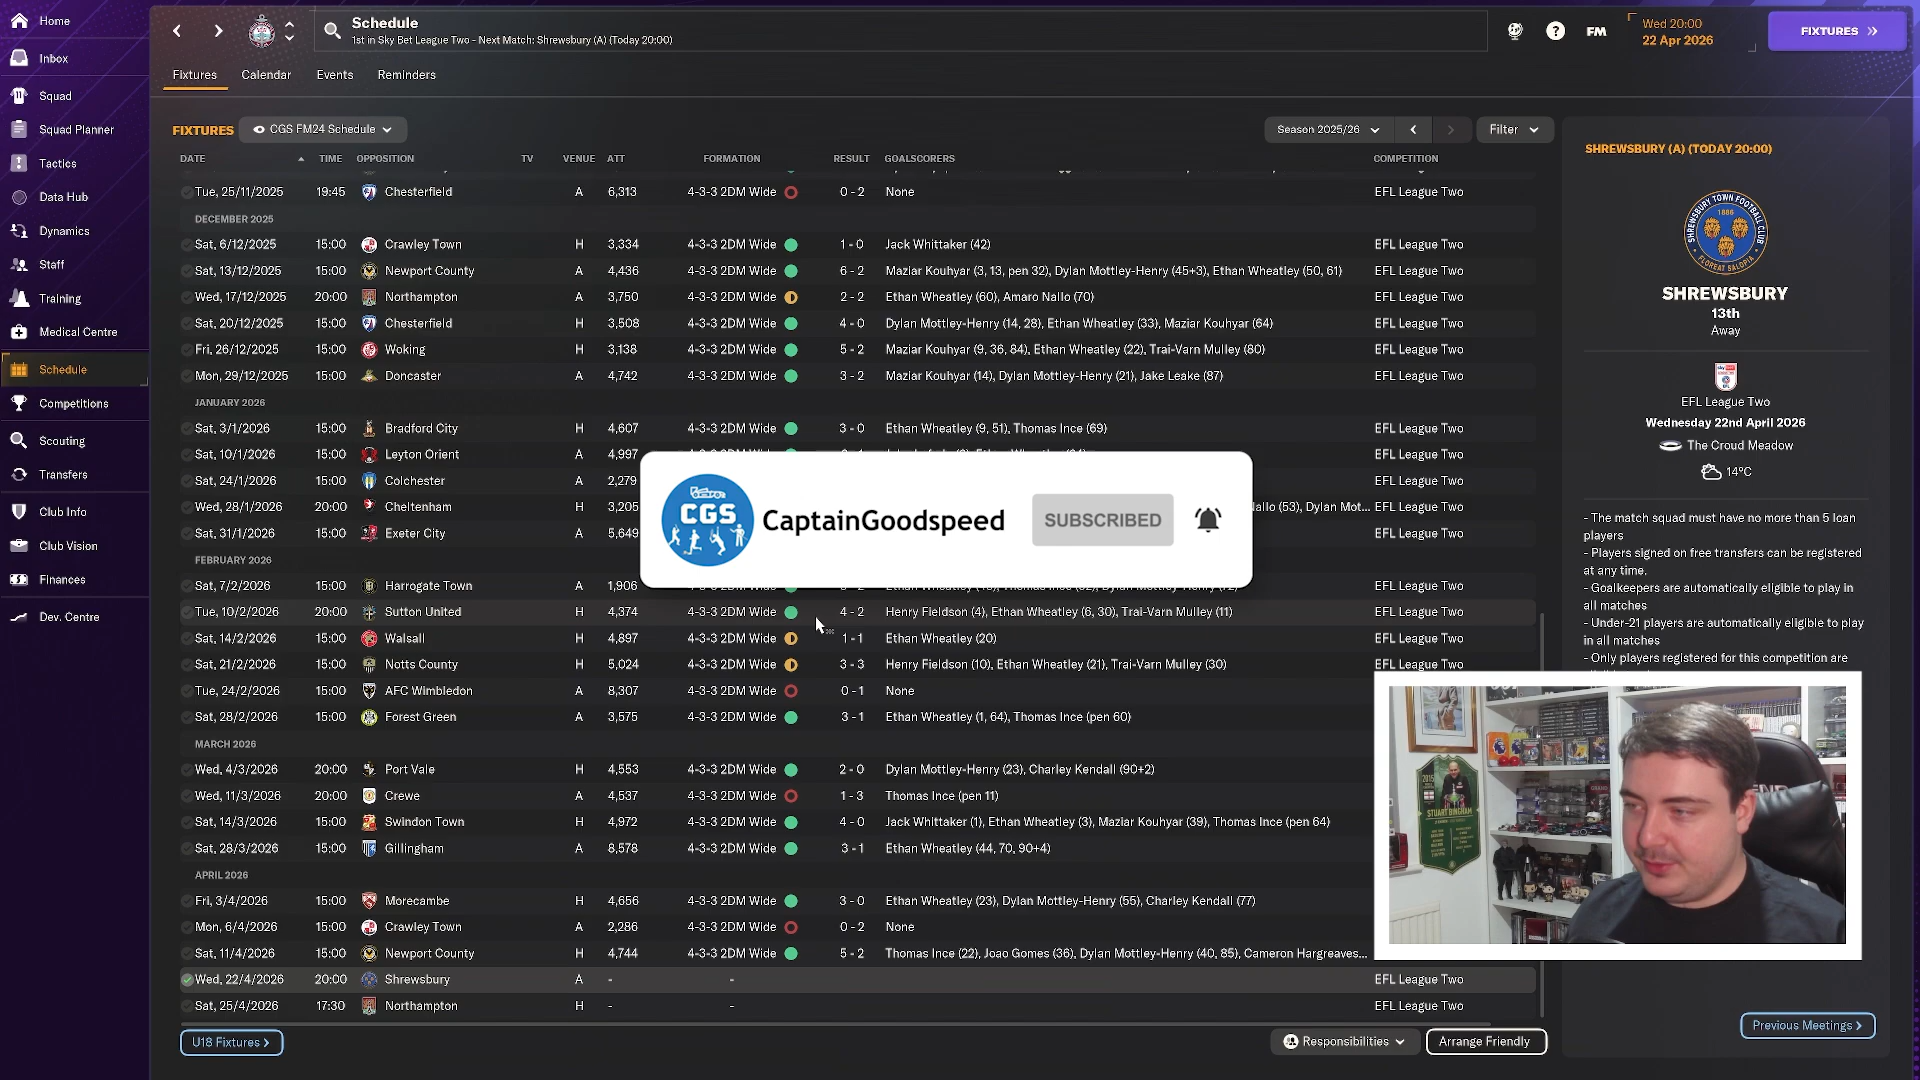 Home
Inbox
Squad
Squad Planner
Tactics
Data Hub
Dynamics
Staff
Training
Medical Centre
Schedule
Competitions
Scouting
Transfers
Club Info
Club Vision
Finances
Dev. Centre
Schedule
1st in Sky Bet League Two - Next Match: Shrewsbury (A) (Today 20:00)
FM
Wed 20:00
22 Apr 2026
FIXTURES
Fixtures Calendar Events Reminders
FIXTURES CGS FM24 Schedule Season 2025/26 Filter
DATE TIME OPPOSITION TV VENUE ATT FORMATION RESULT GOALSCORERS COMPETITION
Tue, 25/11/2025 19:45 Chesterfield A 6,313 4-3-3 2DM Wide 0 - 2 None EFL League Two
DECEMBER 2025
Sat, 6/12/2025 15:00 Crawley Town H 3,334 4-3-3 2DM Wide 1 - 0 Jack Whittaker (42) EFL League Two
Sat, 13/12/2025 15:00 Newport County A 4,436 4-3-3 2DM Wide 6 - 2 Maziar Kouhyar (3, 13, pen 32), Dylan Mottley-Henry (45+3), Ethan Wheatley (50, 61) EFL League Two
Wed, 17/12/2025 20:00 Northampton A 3,750 4-3-3 2DM Wide 2 - 2 Ethan Wheatley (60), Amaro Nallo (70) EFL League Two
Sat, 20/12/2025 15:00 Chesterfield H 3,508 4-3-3 2DM Wide 4 - 0 Dylan Mottley-Henry (14, 28), Ethan Wheatley (33), Maziar Kouhyar (64) EFL League Two
Fri, 26/12/2025 15:00 Woking H 3,138 4-3-3 2DM Wide 5 - 2 Maziar Kouhyar (9, 36, 84), Ethan Wheatley (22), Trai-Varn Mulley (80) EFL League Two
Mon, 29/12/2025 15:00 Doncaster A 4,742 4-3-3 2DM Wide 3 - 2 Maziar Kouhyar (14), Dylan Mottley-Henry (21), Jake Leake (87) EFL League Two
JANUARY 2026
Sat, 3/1/2026 15:00 Bradford City H 4,607 4-3-3 2DM Wide 3 - 0 Ethan Wheatley (9, 51), Thomas Ince (69) EFL League Two
Sat, 10/1/2026 15:00 Leyton Orient A 4,997 EFL League Two
Sat, 24/1/2026 15:00 Colchester A 2,279 EFL League Two
Wed, 28/1/2026 20:00 Cheltenham H 3,205 (53), Dylan Mot... EFL League Two
Sat, 31/1/2026 15:00 Exeter City A 5,649 EFL League Two
CGS CaptainGoodspeed SUBSCRIBED
FEBRUARY 2026
Sat, 7/2/2026 15:00 Harrogate Town A 1,906 EFL League Two
Tue, 10/2/2026 20:00 Sutton United H 4,374 4-3-3 2DM Wide 4 - 2 Henry Fieldson (4), Ethan Wheatley (6, 30), Trai-Varn Mulley (11) EFL League Two
Sat, 14/2/2026 15:00 Walsall H 4,897 4-3-3 2DM Wide 1 - 1 Ethan Wheatley (20) EFL League Two
Sat, 21/2/2026 15:00 Notts County H 5,024 4-3-3 2DM Wide 3 - 3 Henry Fieldson (10), Ethan Wheatley (21), Trai-Varn Mulley (30) EFL League Two
Tue, 24/2/2026 15:00 AFC Wimbledon A 8,307 4-3-3 2DM Wide 0 - 1 None
Sat, 28/2/2026 15:00 Forest Green A 3,575 4-3-3 2DM Wide 3 - 1 Ethan Wheatley (1, 64), Thomas Ince (pen 60)
MARCH 2026
Wed, 4/3/2026 20:00 Port Vale H 4,553 4-3-3 2DM Wide 2 - 0 Dylan Mottley-Henry (23), Charley Kendall (90+2)
Wed, 11/3/2026 20:00 Crewe A 4,537 4-3-3 2DM Wide 1 - 3 Thomas Ince (pen 11)
Sat, 14/3/2026 15:00 Swindon Town H 4,972 4-3-3 2DM Wide 4 - 0 Jack Whittaker (1), Ethan Wheatley (3), Maziar Kouhyar (39), Thomas Ince (pen 64)
Sat, 28/3/2026 15:00 Gillingham A 8,578 4-3-3 2DM Wide 3 - 1 Ethan Wheatley (44, 70, 90+4)
APRIL 2026
Fri, 3/4/2026 15:00 Morecambe H 4,656 4-3-3 2DM Wide 3 - 0 Ethan Wheatley (23), Dylan Mottley-Henry (55), Charley Kendall (77)
Mon, 6/4/2026 15:00 Crawley Town A 2,286 4-3-3 2DM Wide 0 - 2 None
Sat, 11/4/2026 15:00 Newport County H 4,744 4-3-3 2DM Wide 5 - 2 Thomas Ince (22), Joao Gomes (36), Dylan Mottley-Henry (40, 85), Cameron Hargreaves...
Wed, 22/4/2026 20:00 Shrewsbury A - - EFL League Two
Sat, 25/4/2026 17:30 Northampton H - - EFL League Two
U18 Fixtures Responsibilities Arrange Friendly
SHREWSBURY (A) (TODAY 20:00)
SHREWSBURY TOWN FOOTBALL CLUB
1886
FLOREAT SALOPIA
SHREWSBURY
13th
Away
EFL League Two
Wednesday 22nd April 2026
The Croud Meadow
14°C
- The match squad must have no more than 5 loan
players
- Players signed on free transfers can be registered
at any time.
- Goalkeepers are automatically eligible to play in
all matches
- Under-21 players are automatically eligible to play
in all matches
- Only players registered for this competition are
STUART BINGHAM
Previous Meetings